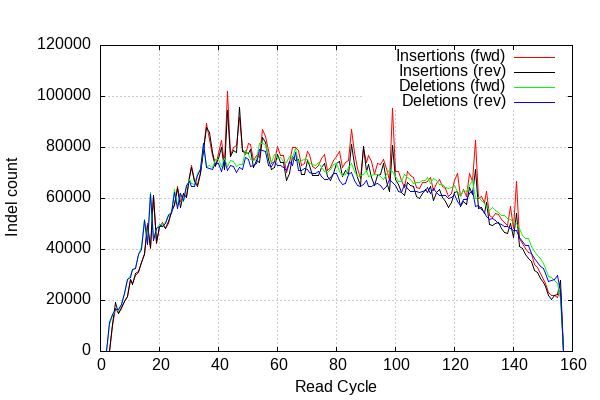 120000
100000
80000
60000
40000
20000
0
Indel count
Insertions (fwd)
Insertions (rev)
Deletions (fwd)
Deletions (rev)
0 20 40 60 80 100 120 140 160
Read Cycle